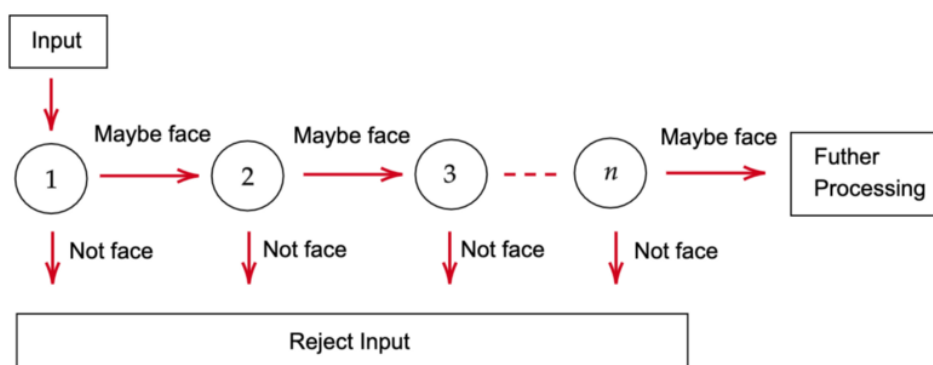 Input
Maybe face
Maybe face
Maybe face
1
2
3
n
Futher
Processing
Not face
Not face
Not face
Not face
Reject Input